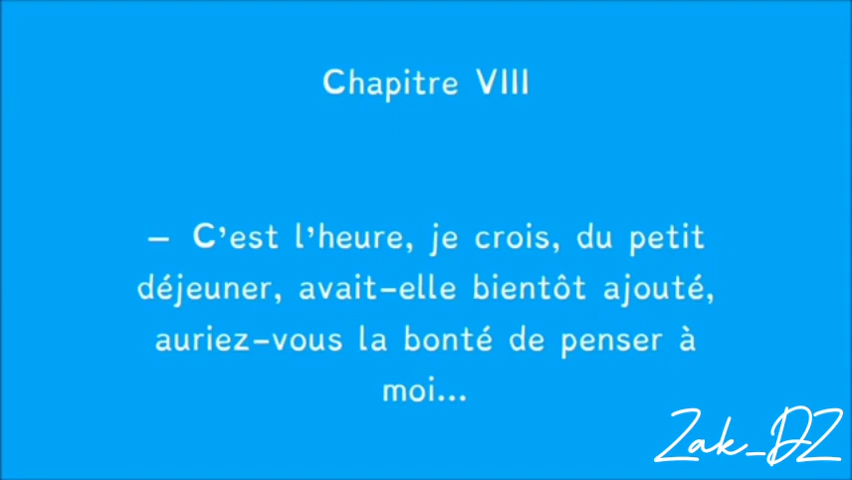 Chapitre VIII
– C’est l’heure, je crois, du petit
déjeuner, avait-elle bientôt ajouté,
auriez-vous la bonté de penser à
moi...
Zak_DZ